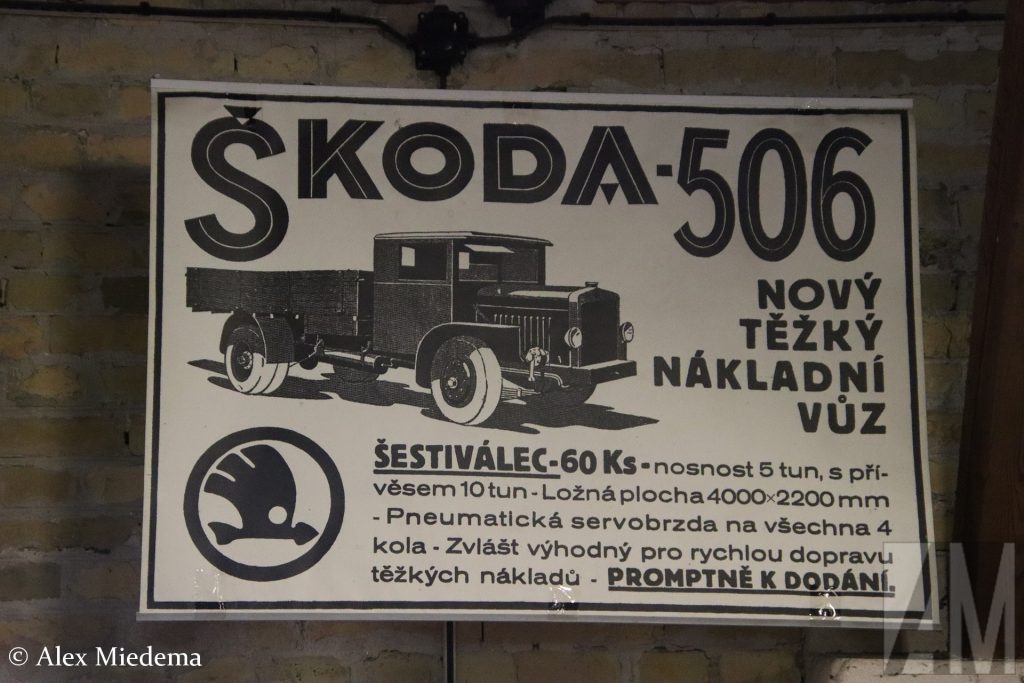 ŠKODA-506
NOVÝ
TĚŽKÝ
NÁKLADNÍ
VŮZ
ŠESTIVÁLEC-60 Ks - nosnost 5 tun, s pří-
věsem 10 tun - Ložná plocha 4000×2200 mm
- Pneumatická servobrzda na všechna 4
kola - Zvlášt výhodný pro rychlou dopravu
těžkých nákladů - PROMPTNĚ K DODÁNÍ.
AM
© Alex Miedema